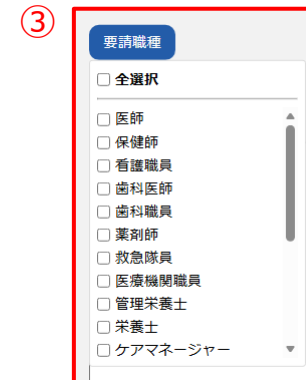 ③
要請職種
全選択
医師
保健師
看護職員
歯科医師
歯科職員
薬剤師
救急隊員
医療機関職員
管理栄養士
栄養士
ケアマネージャー